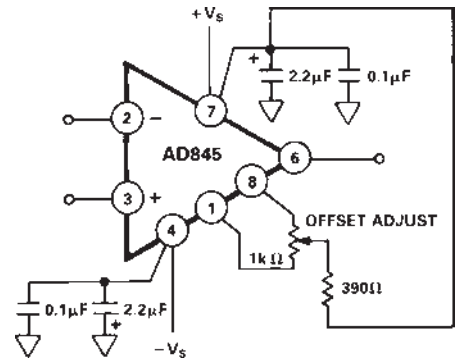 +VS
+
2.2µF
0.1µF
7
2
−
AD845
6
3
+
8
1
OFFSET ADJUST
4
1kΩ
390Ω
0.1µF
2.2µF
+
−VS